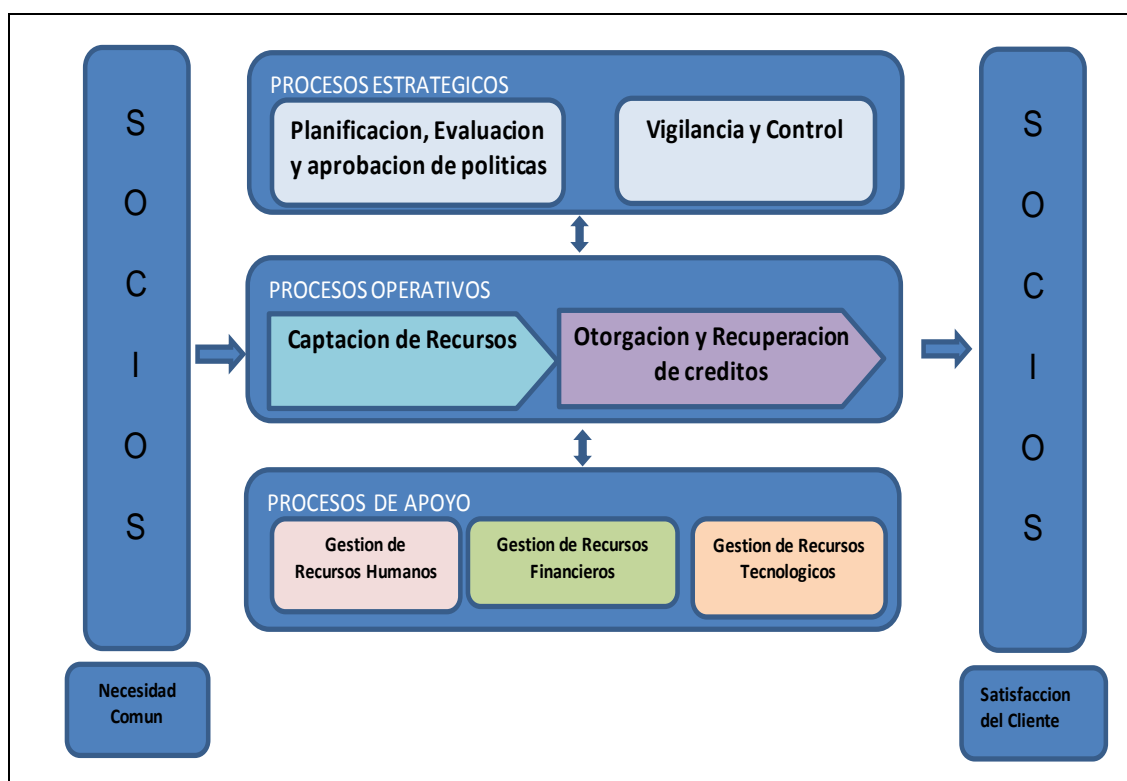 S
O
C
I
O
S
Necesidad
Comun
PROCESOS ESTRATEGICOS
Planificacion, Evaluacion
y aprobacion de politicas
Vigilancia y Control
PROCESOS OPERATIVOS
Captacion de Recursos
Otorgacion y Recuperacion
de creditos
PROCESOS DE APOYO
Gestion de
Recursos Humanos
Gestion de Recursos
Financieros
Gestion de Recursos
Tecnologicos
S
O
C
I
O
S
Satisfaccion
del Cliente